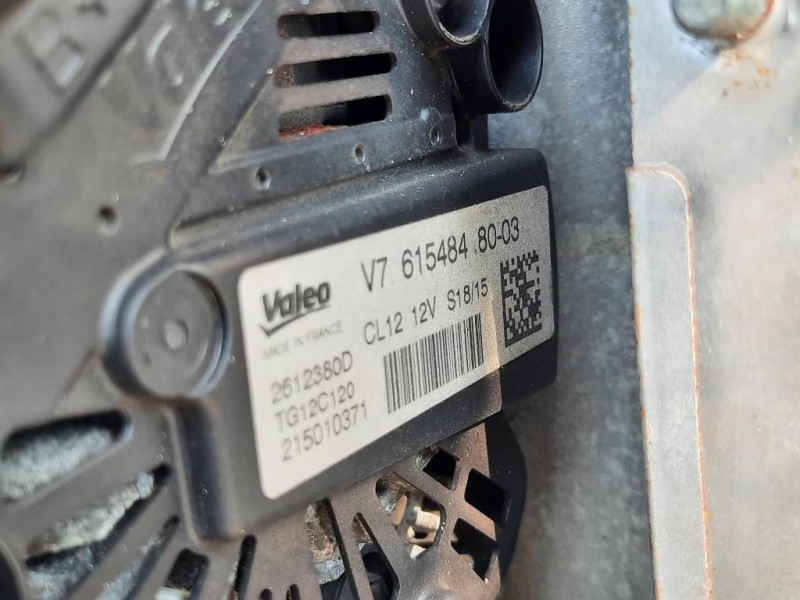 B+
Valeo
V7 615484 80-03
MADE IN FRANCE
CL12 12V S18/15
2612380D
TG12C120
215010371